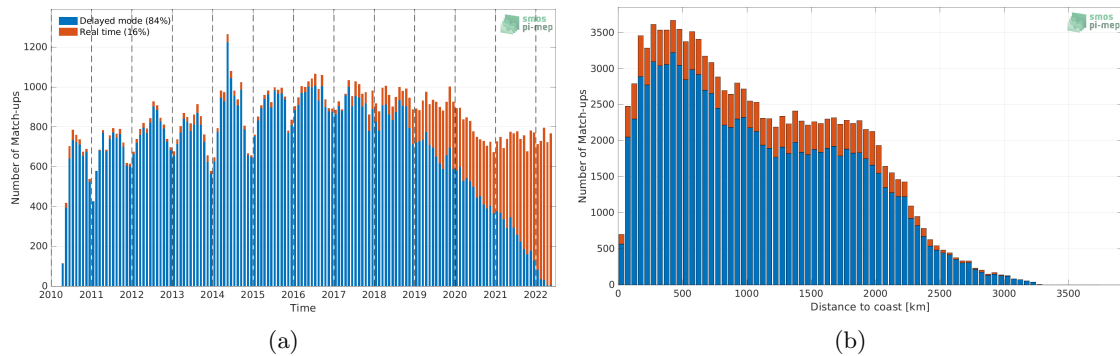 Delayed mode (84%)
Real time (16%)
smos
pi-mep
Number of Match-ups
1200
1000
800
600
400
200
0
2010 2011 2012 2013 2014 2015 2016 2017 2018 2019 2020 2021 2022
Time
(a)
smos
pi-mep
Number of Match-ups
3500
3000
2500
2000
1500
1000
500
0
0 500 1000 1500 2000 2500 3000 3500
Distance to coast [km]
(b)